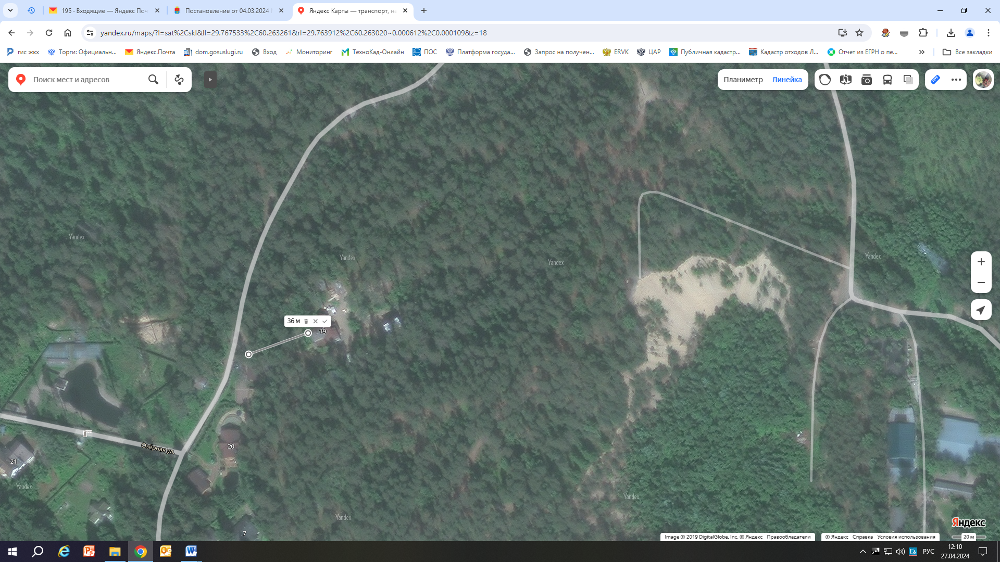 195 · Входящие — Яндекс Поч
Постановление от 04.03.2024
Яндекс Карты — транспорт, на
yandex.ru/maps/?l=sat%2Cskl&ll=29.767533%2C60.263261&rl=29.763912%2C60.263020~0.000612%2C0.000109&z=18
гис жкх
Торги: Официальн...
Яндекс.Почта
dom.gosuslugi.ru
Вход
Мониторинг
ТехноКад-Онлайн
ПОС
Платформа госуда...
Запрос на получен...
ERVK
ЦАР
Публичная кадастр...
Кадастр отходов Л...
Отчет из ЕГРН о пе...
Все закладки
Поиск мест и адресов
Планиметр
Линейка
Yandex
Yandex
Yandex
Yandex
36 м
19
Озёрная ул.
20
21
Yandex
Yandex
Yandex
7
Яндекс
Image © 2019 DigitalGlobe, Inc. © Яндекс Правообладатели
© Яндекс Справка Условия использования
20 м
РУС
12:10
27.04.2024